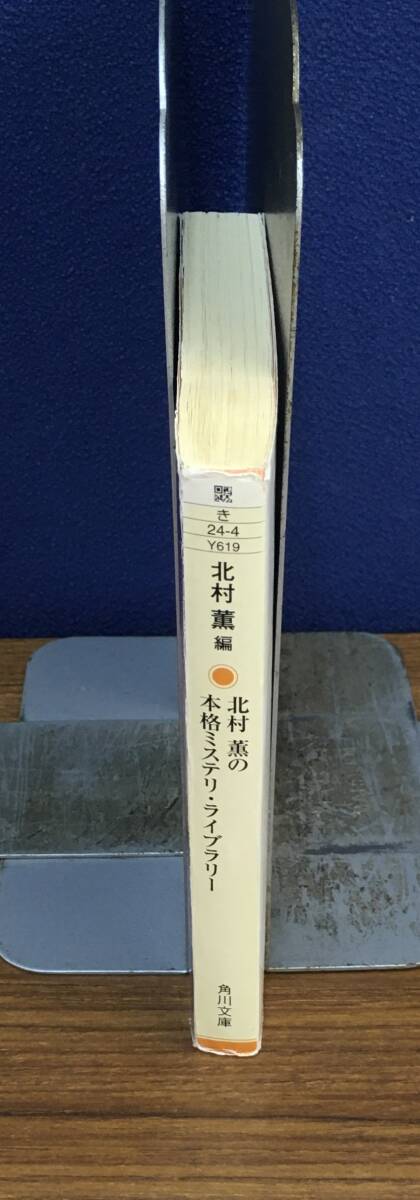 き
24-4
Y619
北村 薫 編
北村 薫の
本格ミステリ・ライブラリー
角川文庫